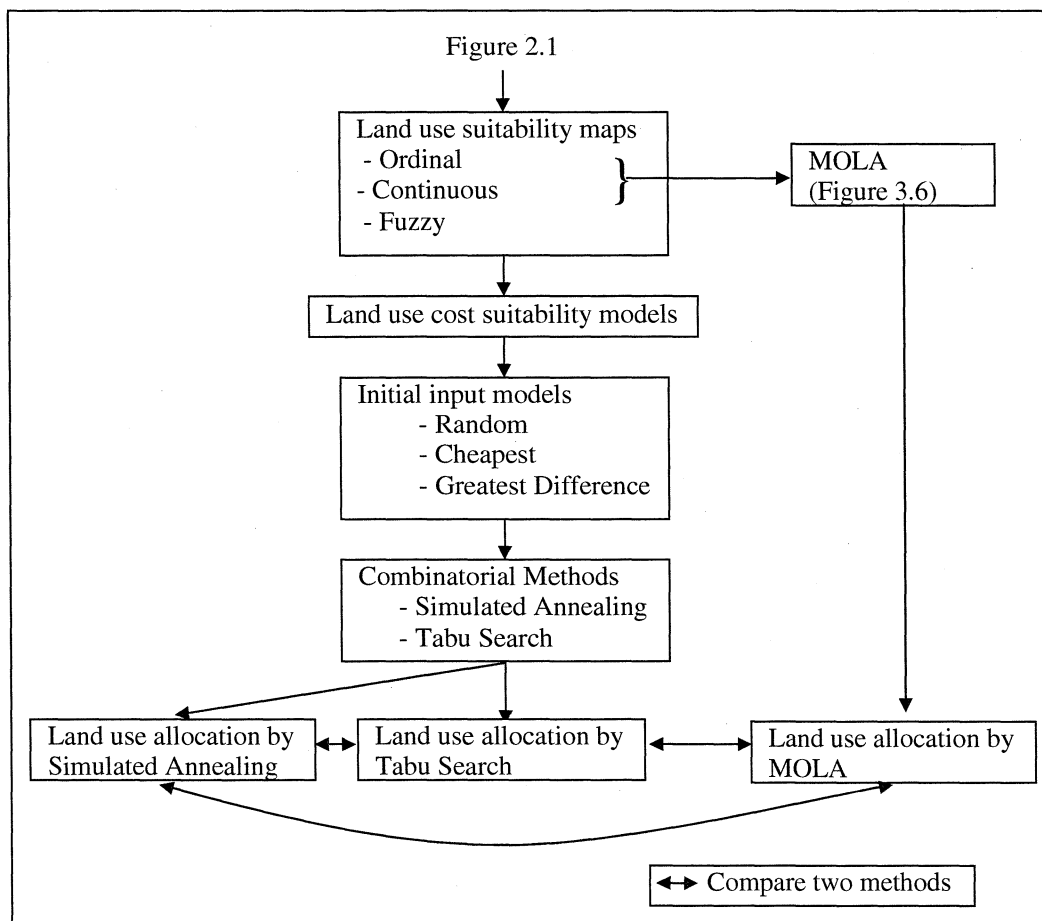 Figure 2.1
Land use suitability maps
- Ordinal
- Continuous
- Fuzzy
}
MOLA
(Figure 3.6)
Land use cost suitability models
Initial input models
- Random
- Cheapest
- Greatest Difference
Combinatorial Methods
- Simulated Annealing
- Tabu Search
Land use allocation by
Simulated Annealing
Land use allocation by
Tabu Search
Land use allocation by
MOLA
Compare two methods